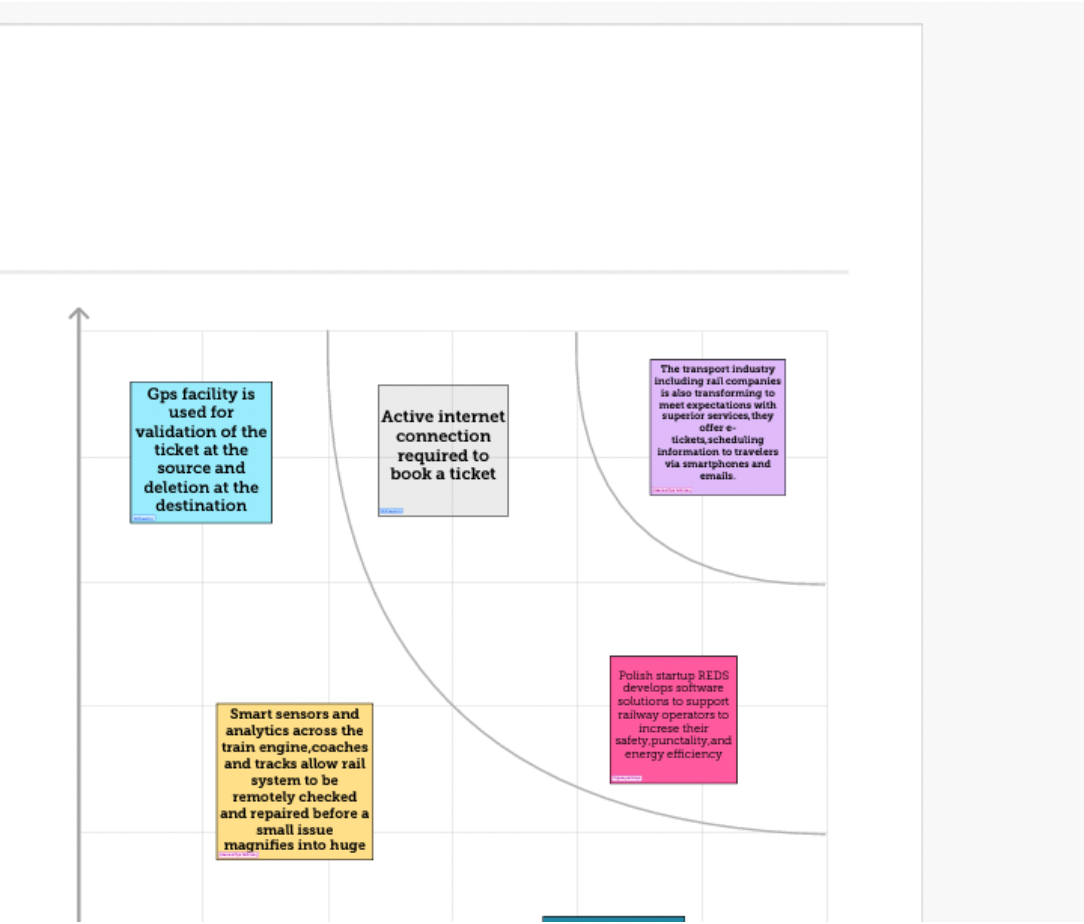 Gps facility is
used for
validation of the
ticket at the
source and
deletion at the
destination
Active internet
connection
required to
book a ticket
The transport industry
including rail companies
is also transforming to
meet expectations with
superior services,they
offer e-
tickets,scheduling
information to travelers
via smartphones and
emails.
Polish startup REDS
develops software
solutions to support
railway operators to
increse their
safety,punctality,and
energy efficiency
Smart sensors and
analytics across the
train engine,coaches
and tracks allow rail
system to be
remotely checked
and repaired before a
small issue
magnifies into huge